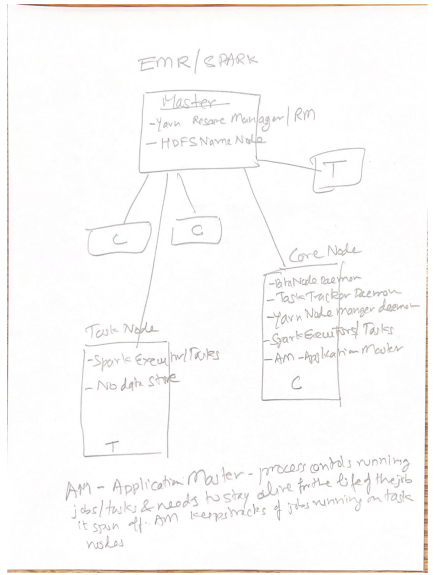 EMR/SPARK
Master
-Yarn Resource Manager/RM
-HDFS Name Node
T
C
C
Core Node
-DataNode Daemon
-Task Tracker Daemon
-Yarn Node manger deemon
-Spark Executors/Tasks
-AM-Application Master
C
Task Node
-Spark Executor/Tasks
-No data store
T
AM - Application Master - process controls running
jobs/tasks & needs to stay alive for the life of the job
it spun off. AM keeps tracks of jobs running on task
nodes